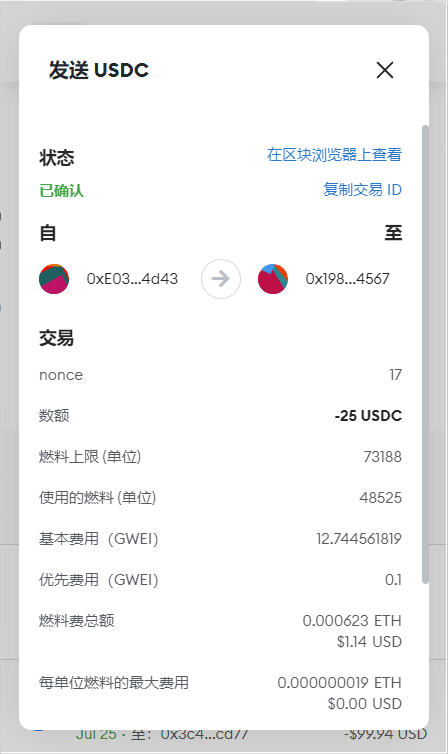 发送 USDC
状态
在区块浏览器上查看
已确认
复制交易 ID
自
至
0xE03...4d43
0x198...4567
交易
nonce
17
数额
-25 USDC
燃料上限 (单位)
73188
使用的燃料 (单位)
48525
基本费用（GWEI）
12.744561819
优先费用（GWEI）
0.1
燃料费总额
0.000623 ETH
$1.14 USD
每单位燃料的最大费用
0.000000019 ETH
$0.00 USD
Jul 25 · 至：0x3c4...cd77
-$99.94 USD